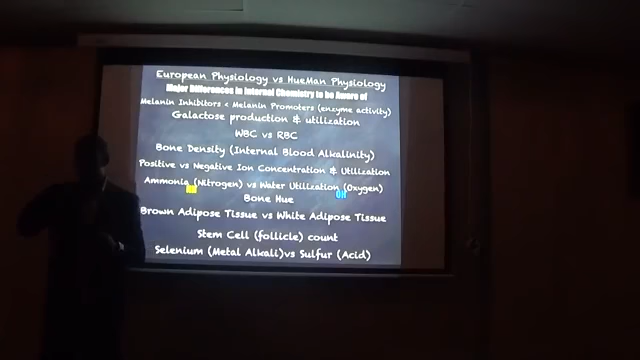 European Physiology vs HueMan Physiology
Major Differences in Internal Chemistry to be Aware of
Melanin Inhibitors < Melanin Promoters (enzyme activity)
Galactose production & utilization
WBC vs RBC
Bone Density (Internal Blood Alkalinity)
Positive vs Negative Ion Concentration & Utilization
Ammonia (Nitrogen) vs Water Utilization (Oxygen)
OH
Bone Hue
Brown Adipose Tissue vs White Adipose Tissue
Stem Cell (follicle) count
Selenium (Metal Alkali)vs Sulfur (Acid)